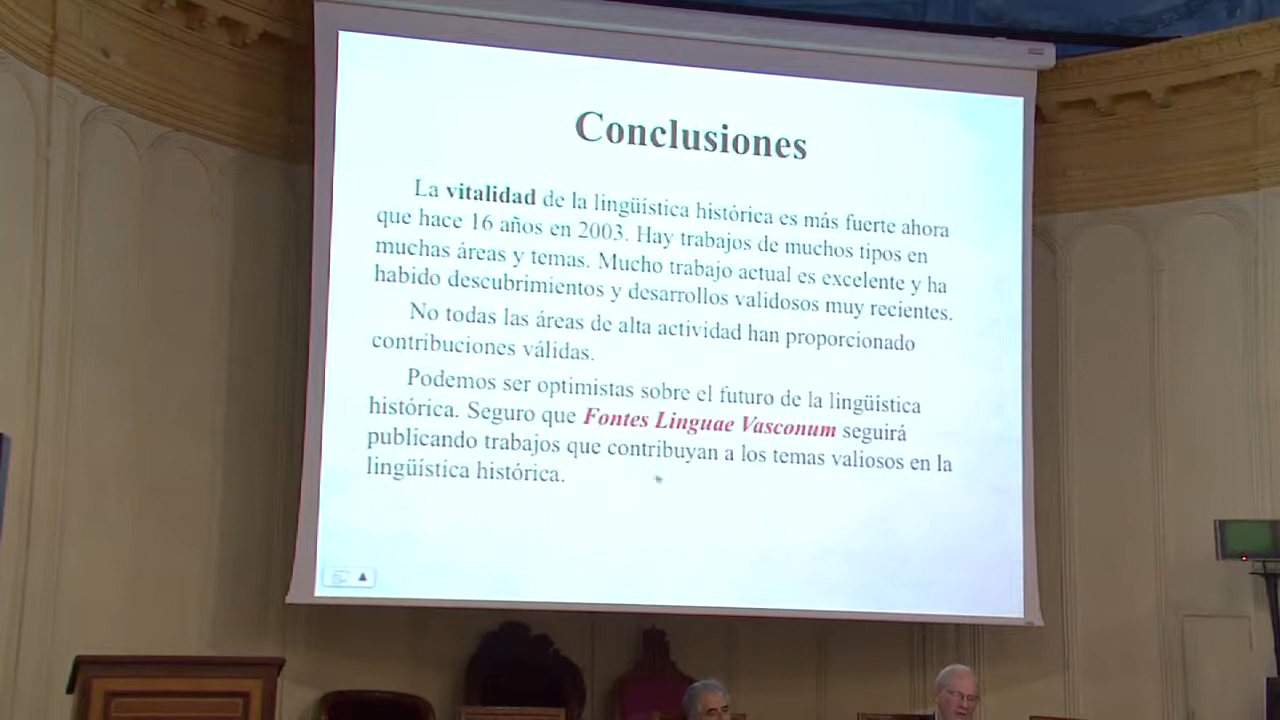 Conclusiones
La vitalidad de la lingüística histórica es más fuerte ahora
que hace 16 años en 2003. Hay trabajos de muchos tipos en
muchas áreas y temas. Mucho trabajo actual es excelente y ha
habido descubrimientos y desarrollos validosos muy recientes.
No todas las áreas de alta actividad han proporcionado
contribuciones válidas.
Podemos ser optimistas sobre el futuro de la lingüística
histórica. Seguro que Fontes Linguae Vasconum seguirá
publicando trabajos que contribuyan a los temas valiosos en la
lingüística histórica.